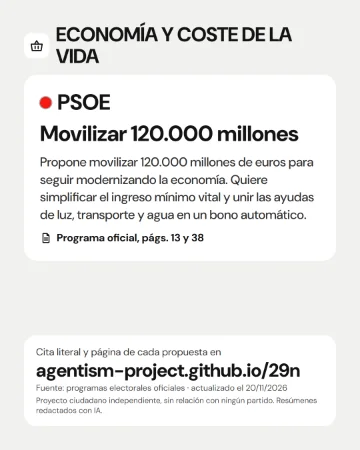 ECONOMÍA Y COSTE DE LA
VIDA
PSOE
Movilizar 120.000 millones
Propone movilizar 120.000 millones de euros para
seguir modernizando la economía. Quiere
simplificar el ingreso mínimo vital y unir las ayudas
de luz, transporte y agua en un bono automático.
Programa oficial, págs. 13 y 38
Cita literal y página de cada propuesta en
agentism-project.github.io/29n
Fuente: programas electorales oficiales · actualizado el 20/11/2026
Proyecto ciudadano independiente, sin relación con ningún partido. Resúmenes
redactados con IA.